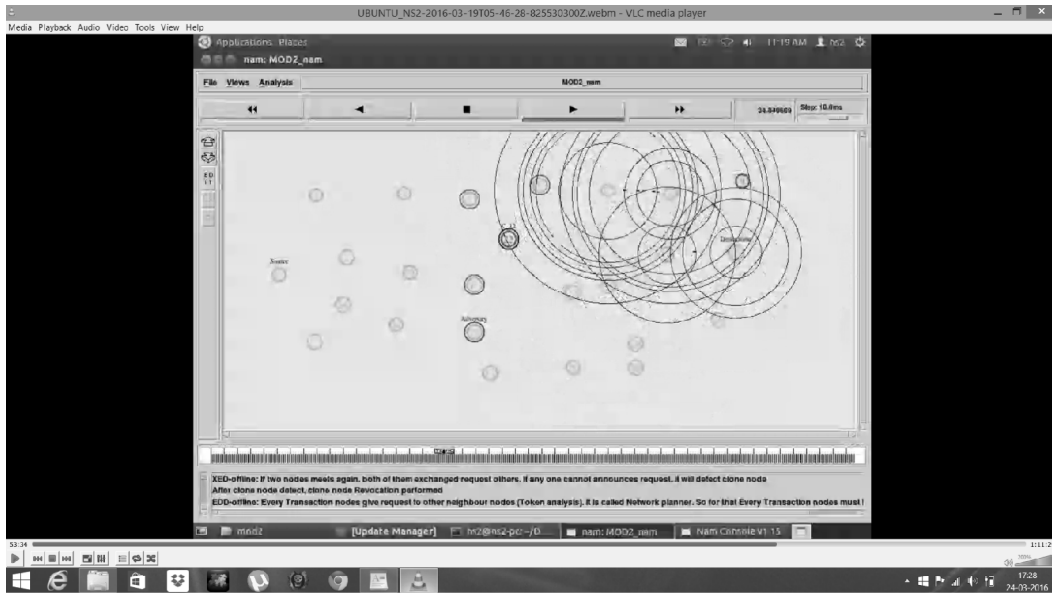 UBUNTU_NS2-2016-03-19T05-46-28-825530300Z.webm - VLC media player
Media Playback Audio Video Tools View Help
Applications Places
11:19 AM
nam: MOD2_nam
File Views Analysis
MOD2_nam
Step: 10.0ms
Source
Adversary
XED-offline: If two nodes meets again, both of them exchanged request others. If any one cannot announces request, it will detect clone node
After clone node detect, clone node Revocation performed
EDD-offline: Every Transaction nodes give request to other neighbour nodes (Token analysis). It is called Network planner. So for that Every Transaction nodes must
mod2
[Update Manager]
ns2@ns2-pc: ~/D...
nam: MOD2_nam
Nam Console v1.15
53:34
1:11:2
17:28
24-03-2016